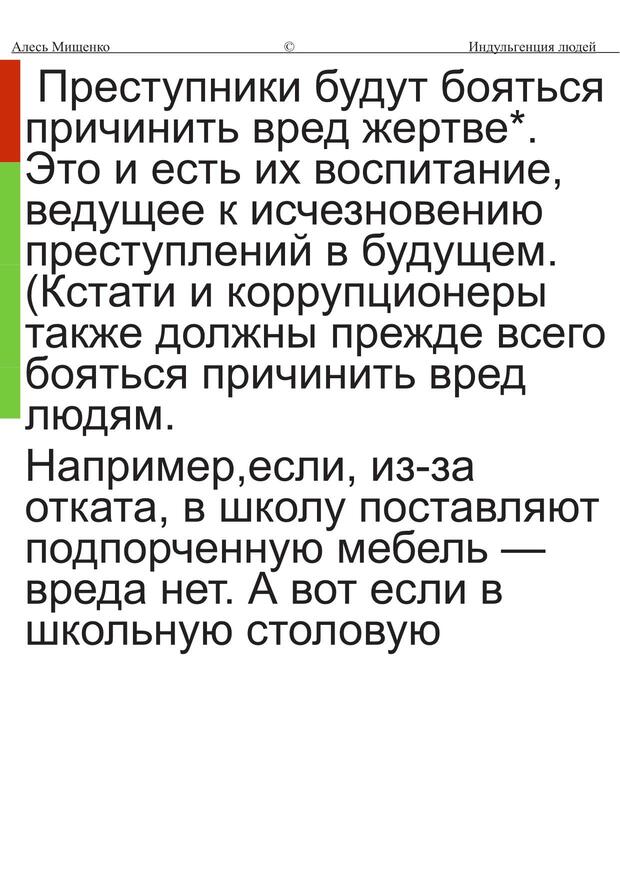 Алесь Мищенко © Индульгенция людей
Преступники будут бояться
причинить вред жертве*.
Это и есть их воспитание,
ведущее к исчезновению
преступлений в будущем.
(Кстати и коррупционеры
также должны прежде всего
бояться причинить вред
людям.
Например,если, из-за
отката, в школу поставляют
подпорченную мебель —
вреда нет. А вот если в
школьную столовую